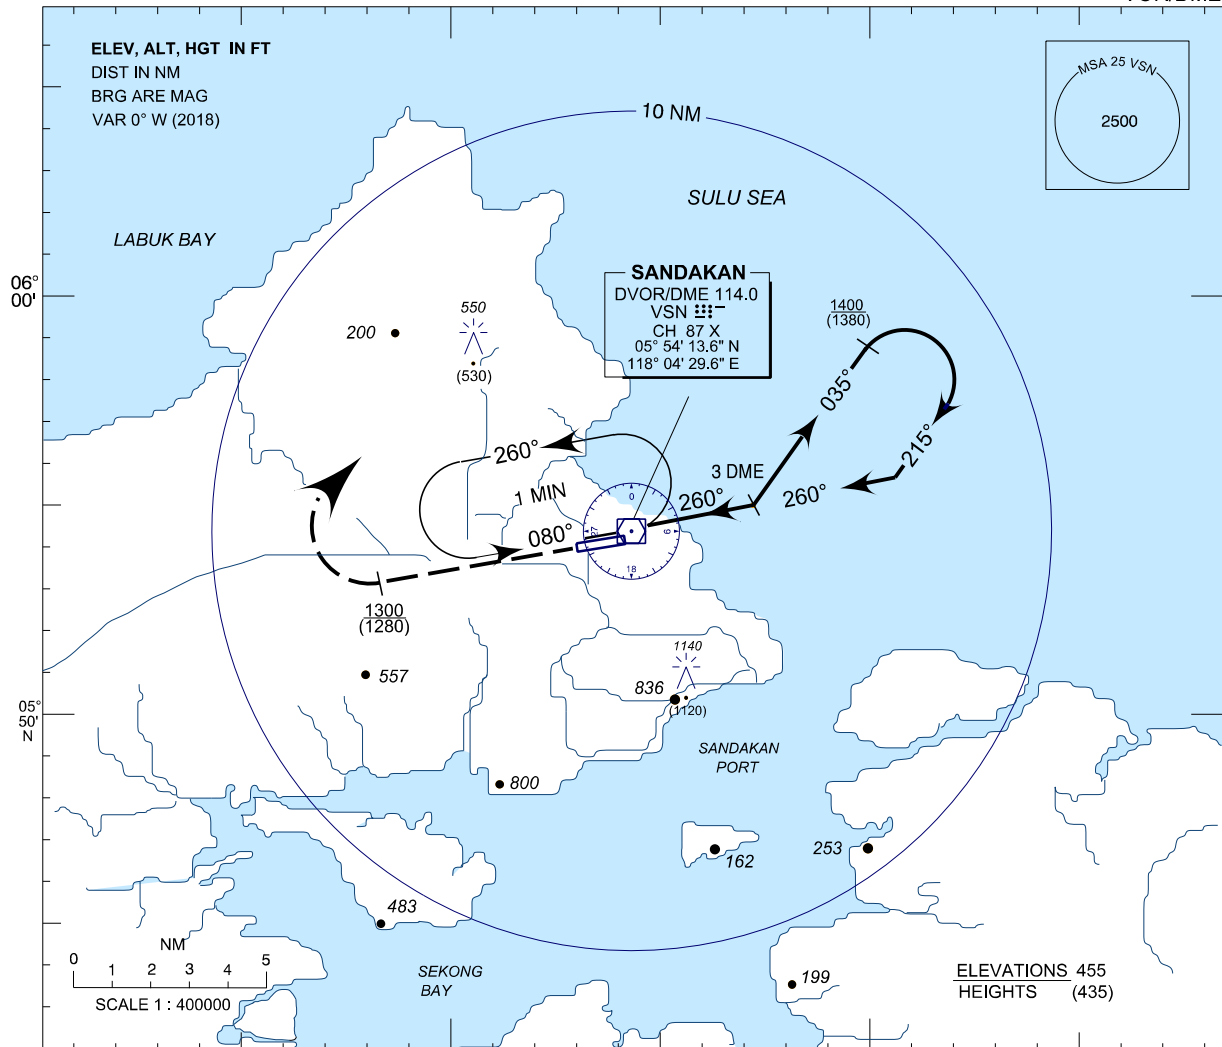 ELEV, ALT, HGT IN FT
DIST IN NM
BRG ARE MAG
VAR 0° W (2018)
MSA 25 VSN
2500
10 NM
SULU SEA
LABUK BAY
06°
00'
SANDAKAN
DVOR/DME 114.0
VSN
CH 87 X
05° 54' 13.6" N
118° 04' 29.6" E
1400
(1380)
550
200
(530)
035°
215°
260°
3 DME
1 MIN
260°
260°
080°
0
27
9
18
1300
(1280)
1140
557
836
(1120)
05°
50'
N
SANDAKAN
PORT
800
253
162
483
NM
0 1 2 3 4 5
SCALE 1 : 400000
SEKONG
BAY
199
ELEVATIONS 455
HEIGHTS (435)